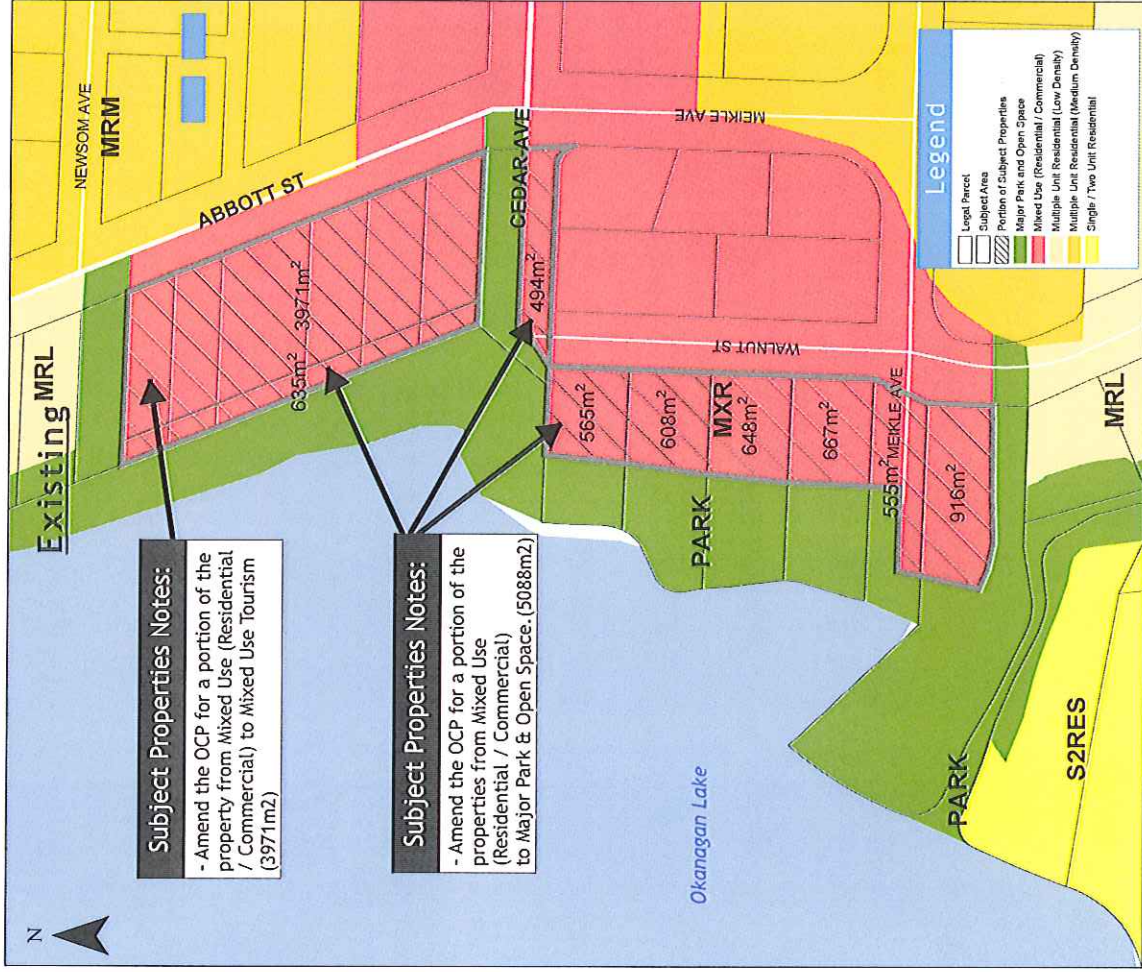 N
Existing
MRL
NEWSOM AVE
MRM
ABBOTT ST
Subject Properties Notes:
- Amend the OCP for a portion of the
property from Mixed Use (Residential
/ Commercial) to Mixed Use Tourism
(3971m2)
635m²
3971m²
CEDAR AVE
MEIKLE AVE
494m²
Subject Properties Notes:
- Amend the OCP for a portion of the
properties from Mixed Use
(Residential / Commercial)
to Major Park & Open Space.(5088m2)
WALNUT ST
565m²
608m²
MXR
648m²
667m²
PARK
555m²
MEIKLE AVE
916m²
Okanagan Lake
PARK
S2RES
MRL
Legend
Legal Parcel
Subject Area
Portion of Subject Properties
Major Park and Open Space
Mixed Use (Residential / Commercial)
Multiple Unit Residential (Low Density)
Multiple Unit Residential (Medium Density)
Single / Two Unit Residential